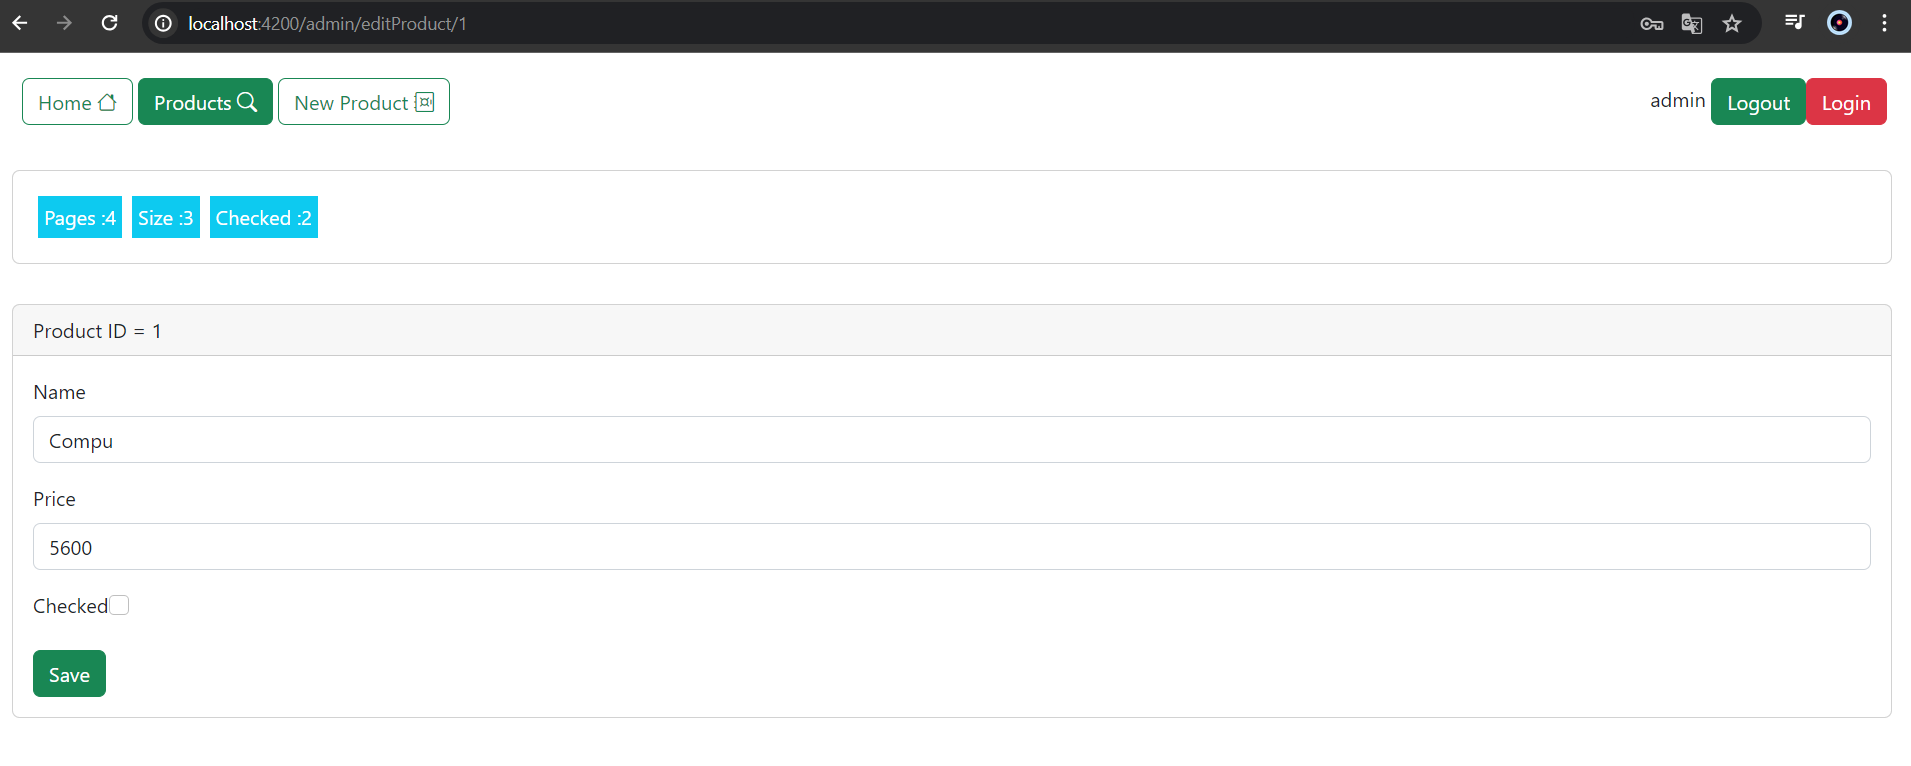 localhost:4200/admin/editProduct/1
Home Products New Product admin Logout Login
Pages :4 Size :3 Checked :2
Product ID = 1
Name
Compu
Price
5600
Checked
Save